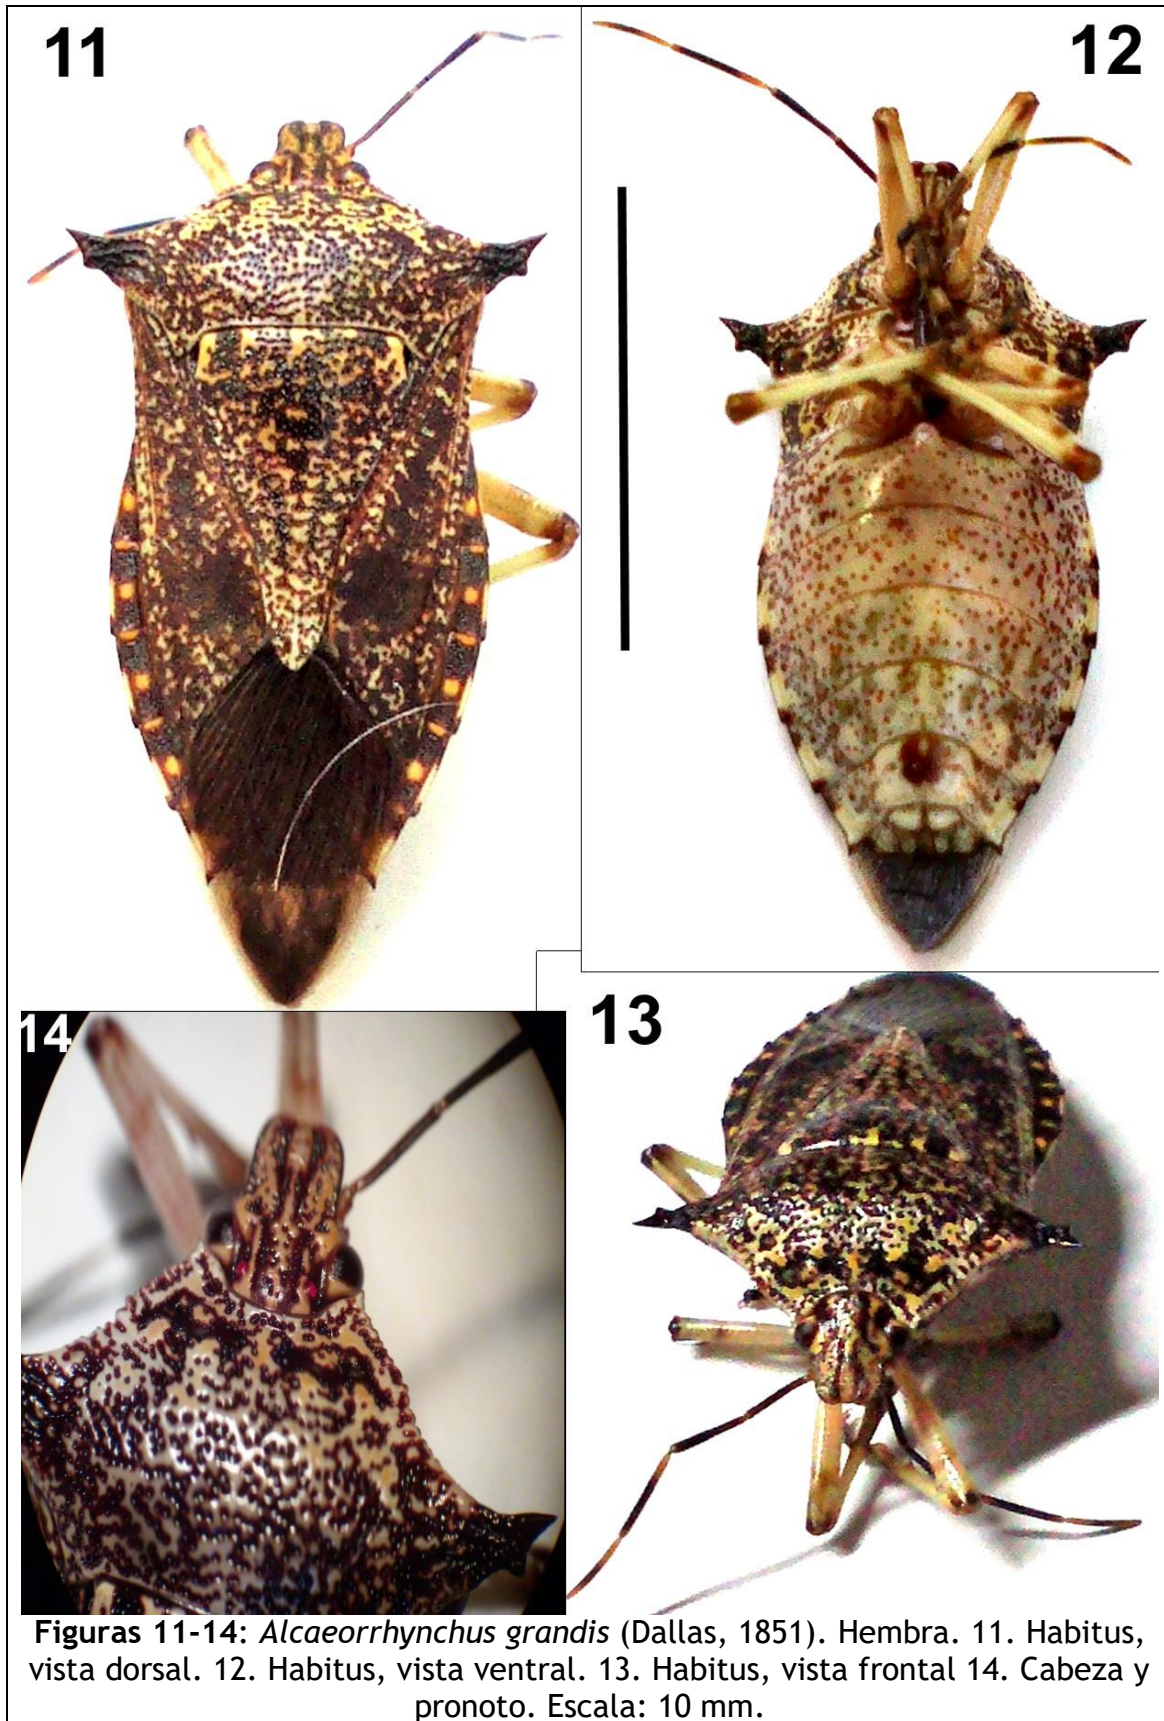 11
12
14
13
Figuras 11-14: Alcaeorrhynchus grandis (Dallas, 1851). Hembra. 11. Habitus,
vista dorsal. 12. Habitus, vista ventral. 13. Habitus, vista frontal 14. Cabeza y
pronoto. Escala: 10 mm.